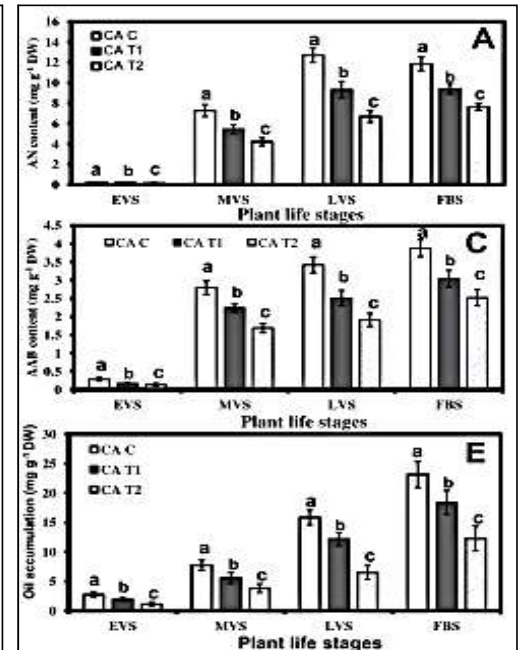 16
14
12
10
8
6
4
2
0
AN content (mg g⁻¹ DW)
CA C
CA T1
CA T2
A
a b c
a b c
a b c
a b c
EVS MVS LVS FBS
Plant life stages
4.5
4
3.5
3
2.5
2
1.5
1
0.5
0
AAB content (mg g⁻¹ DW)
CA C CA T1 CA T2
C
a b c
a b c
a b c
a b c
EVS MVS LVS FBS
Plant life stages
30
25
20
15
10
5
0
Oil accumulation (mg g⁻¹ DW)
CA C
CA T1
CA T2
E
a b c
a b c
a b c
a b c
EVS MVS LVS FBS
Plant life stages